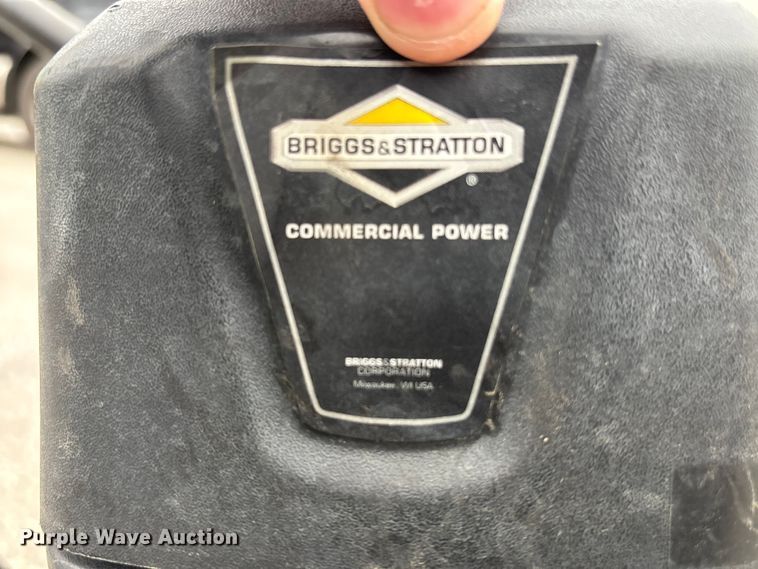 BRIGGS&STRATTON
®
COMMERCIAL POWER
BRIGGS&STRATTON
CORPORATION
Milwaukee, WI USA
Purple Wave Auction